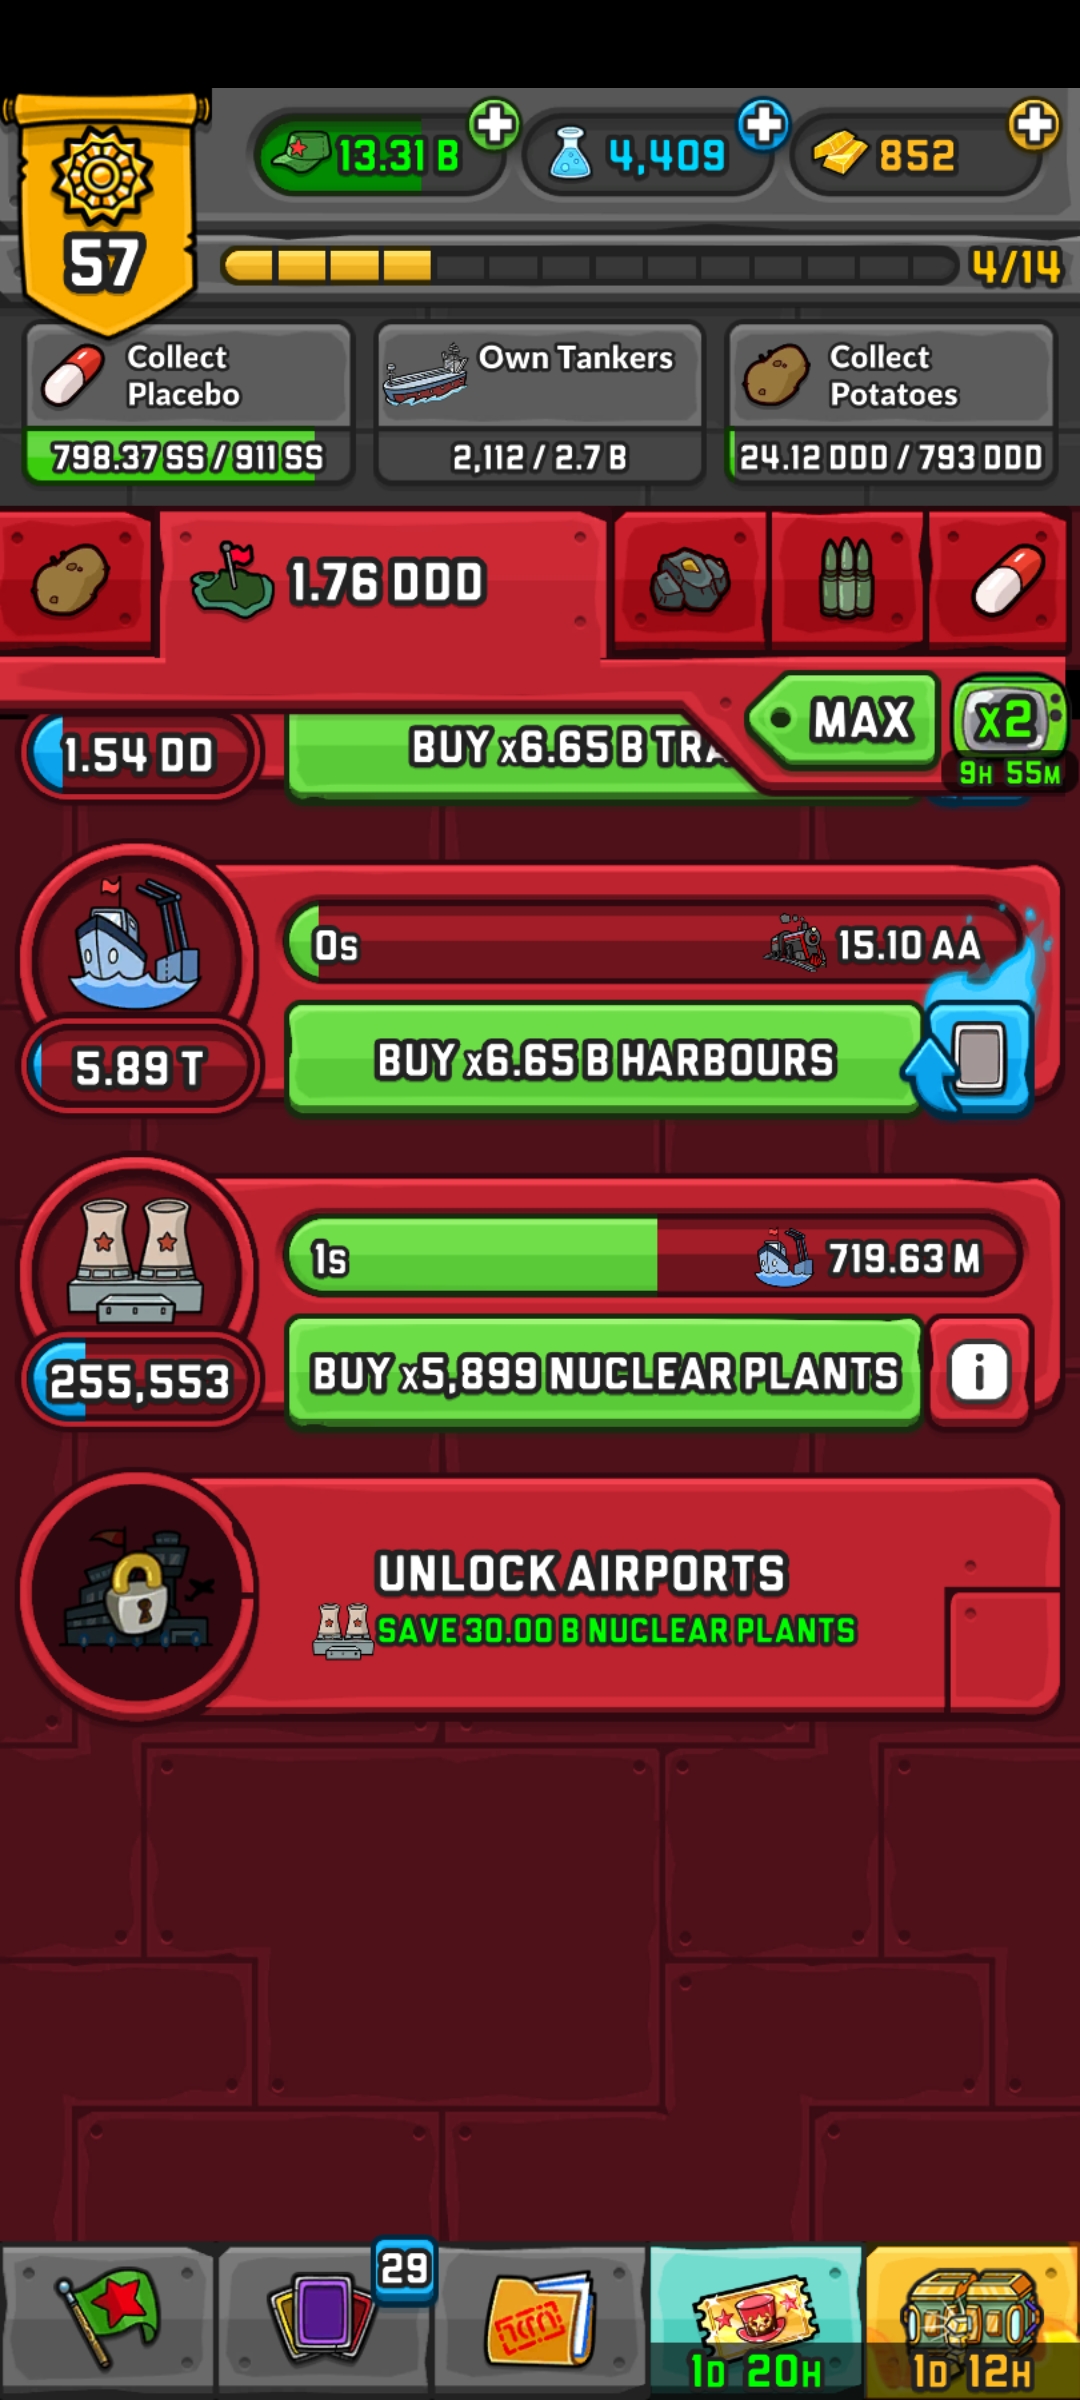 13.31 B
4,409
852
57
4/14
Collect
Placebo
Own Tankers
Collect
Potatoes
798.37 SS / 911 SS
2,112 / 2.7 B
24.12 DDD / 793 DDD
1.76 DDD
MAX
x2
9H 55M
1.54 DD
BUY x6.65 B TRA
0s
15.10 AA
5.89 T
BUY x6.65 B HARBOURS
1s
719.63 M
255,553
BUY x5,899 NUCLEAR PLANTS
i
UNLOCK AIRPORTS
SAVE 30.00 B NUCLEAR PLANTS
29
1D 20H
1D 12H